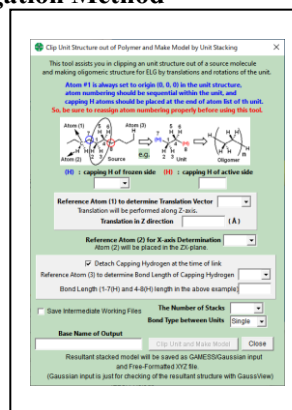 gation Method
Clip Unit Structure out of Polymer and Make Model by Unit Stacking
This tool assists you in clipping an unit structure out of a source molecule
and making oligomeric structure for ELG by translations and rotations of the unit.
Atom #1 is always set to origin (0, 0, 0) in the unit structure,
atom numbering should be sequential within the unit, and
capping H atoms should be placed at the end of atom list of th unit.
So, be sure to reassign atom numbering properly before using this tool.
Atom (1)
Atom (3)
Atom (2)
Source
e.g.
Unit
Oligomer
(H) : capping H of frozen side
(H) : capping H of active side
Reference Atom (1) to determine Translation Vector
Translation will be performed along Z-axis.
Translation in Z direction
(Å)
Reference Atom (2) for X-axis Determination
Atom (2) will be placed in the ZX-plane.
Detach Capping Hydrogen at the time of link
Reference Atom (3) to determine Bond Length of Capping Hydrogen
Bond Length (1-7(H) and 4-8(H) length in the above example)
Save Intermediate Working Files
The Number of Stacks
Bond Type between Units
Single
Base Name of Output
Clip Unit and Make Model
Close
Resultant stacked model will be saved as GAMESS/Gaussian input
and Free-Formatted XYZ file.
(Gaussian input is just for checking of the resultant structure with GaussView)